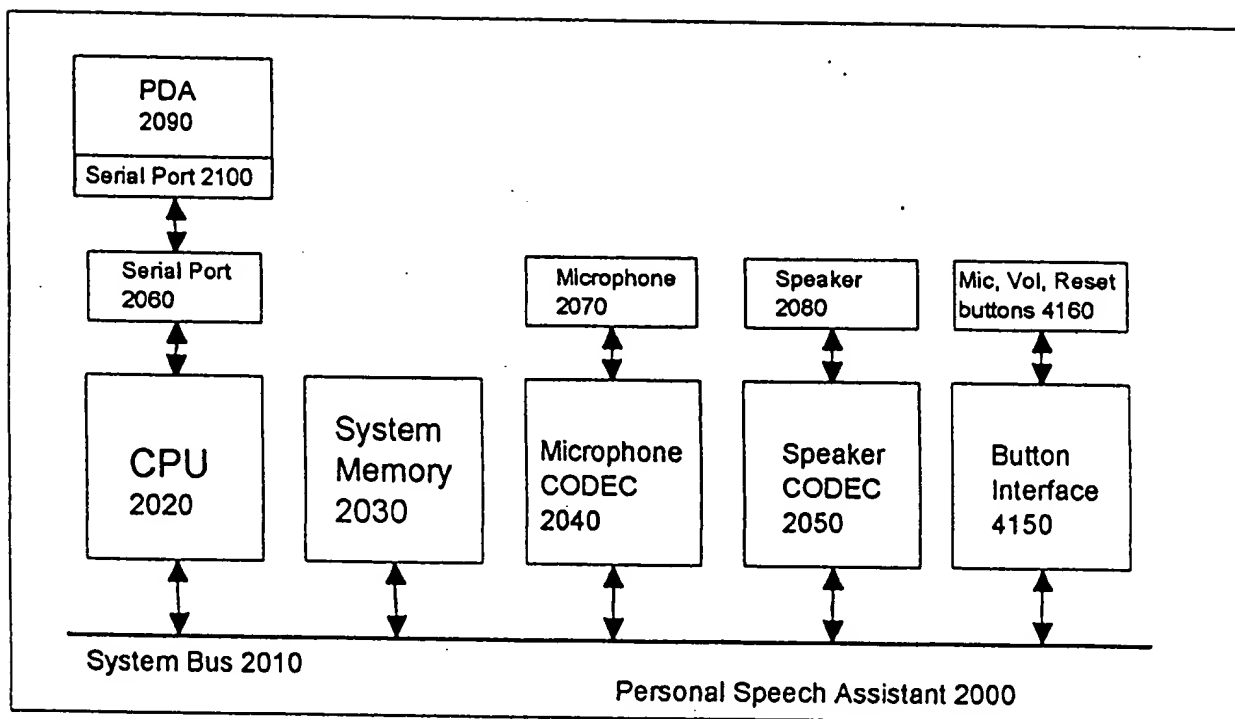 PDA
2090
Serial Port 2100
Serial Port
2060
Microphone
2070
Speaker
2080
Mic, Vol, Reset
buttons 4160
CPU
2020
System
Memory
2030
Microphone
CODEC
2040
Speaker
CODEC
2050
Button
Interface
4150
System Bus 2010
Personal Speech Assistant 2000